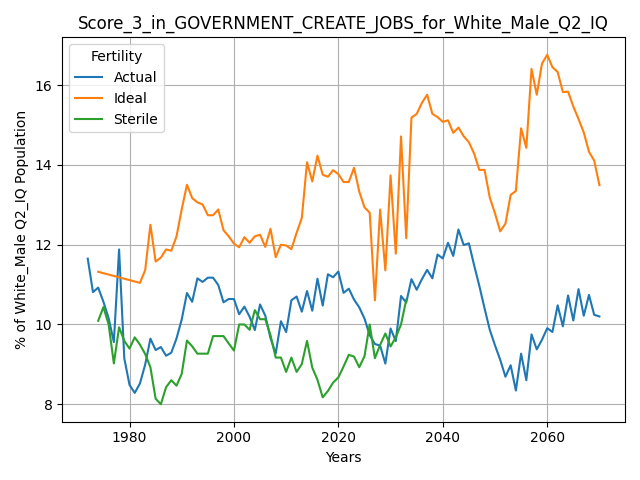 Score_3_in_GOVERNMENT_CREATE_JOBS_for_White_Male_Q2_IQ
Fertility
Actual
Ideal
Sterile
% of White_Male Q2_IQ Population
16
14
12
10
8
1980
2000
2020
2040
2060
Years